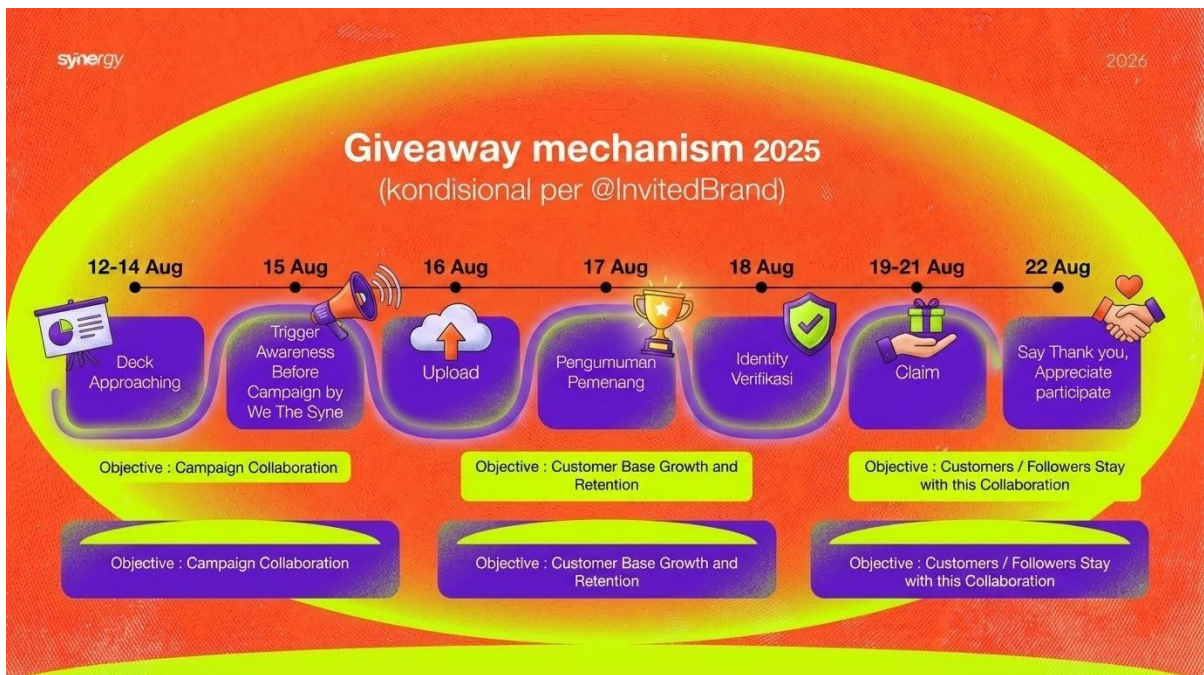 synergy
2026
Giveaway mechanism 2025
(kondisional per @InvitedBrand)
12-14 Aug
15 Aug
16 Aug
17 Aug
18 Aug
19-21 Aug
22 Aug
Deck
Approaching
Trigger
Awareness
Before
Campaign by
We The Syne
Upload
Pengumuman
Pemenang
Identity
Verifikasi
Claim
Say Thank you,
Appreciate
participate
Objective : Campaign Collaboration
Objective : Customer Base Growth and
Retention
Objective : Customers / Followers Stay
with this Collaboration
Objective : Campaign Collaboration
Objective : Customer Base Growth and
Retention
Objective : Customers / Followers Stay
with this Collaboration